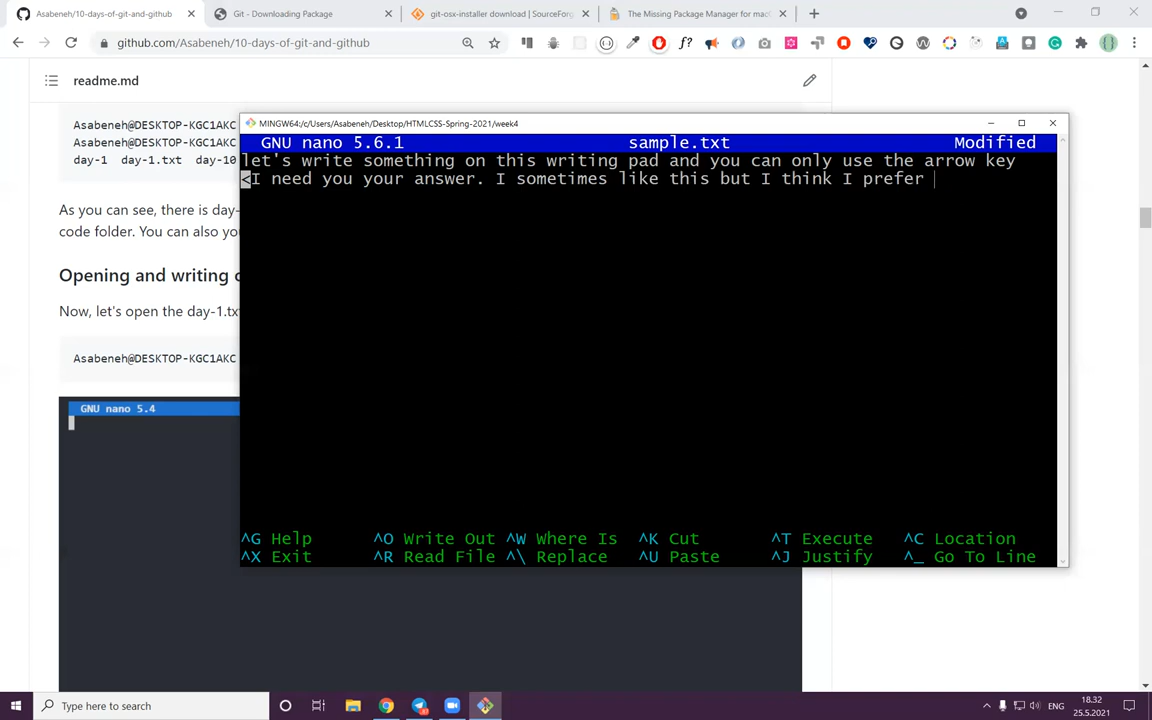 Asabeneh/10-days-of-git-and-github
Git - Downloading Package
git-osx-installer download | SourceForg
The Missing Package Manager for mac
github.com/Asabeneh/10-days-of-git-and-github
f?
readme.md
Asabeneh@DESKTOP-KGC1AKC
Asabeneh@DESKTOP-KGC1AKC
day-1 day-1.txt day-10
As you can see, there is day-
code folder. You can also yo
Opening and writing
Now, let's open the day-1.tx
Asabeneh@DESKTOP-KGC1AKC
GNU nano 5.4
MINGW64:/c/Users/Asabeneh/Desktop/HTMLCSS-Spring-2021/week4
GNU nano 5.6.1 sample.txt Modified
let's write something on this writing pad and you can only use the arrow key
<I need you your answer. I sometimes like this but I think I prefer
^G Help ^O Write Out ^W Where Is ^K Cut ^T Execute ^C Location
^X Exit ^R Read File ^\ Replace ^U Paste ^J Justify ^_ Go To Line
Type here to search
ENG
18.32
25.5.2021